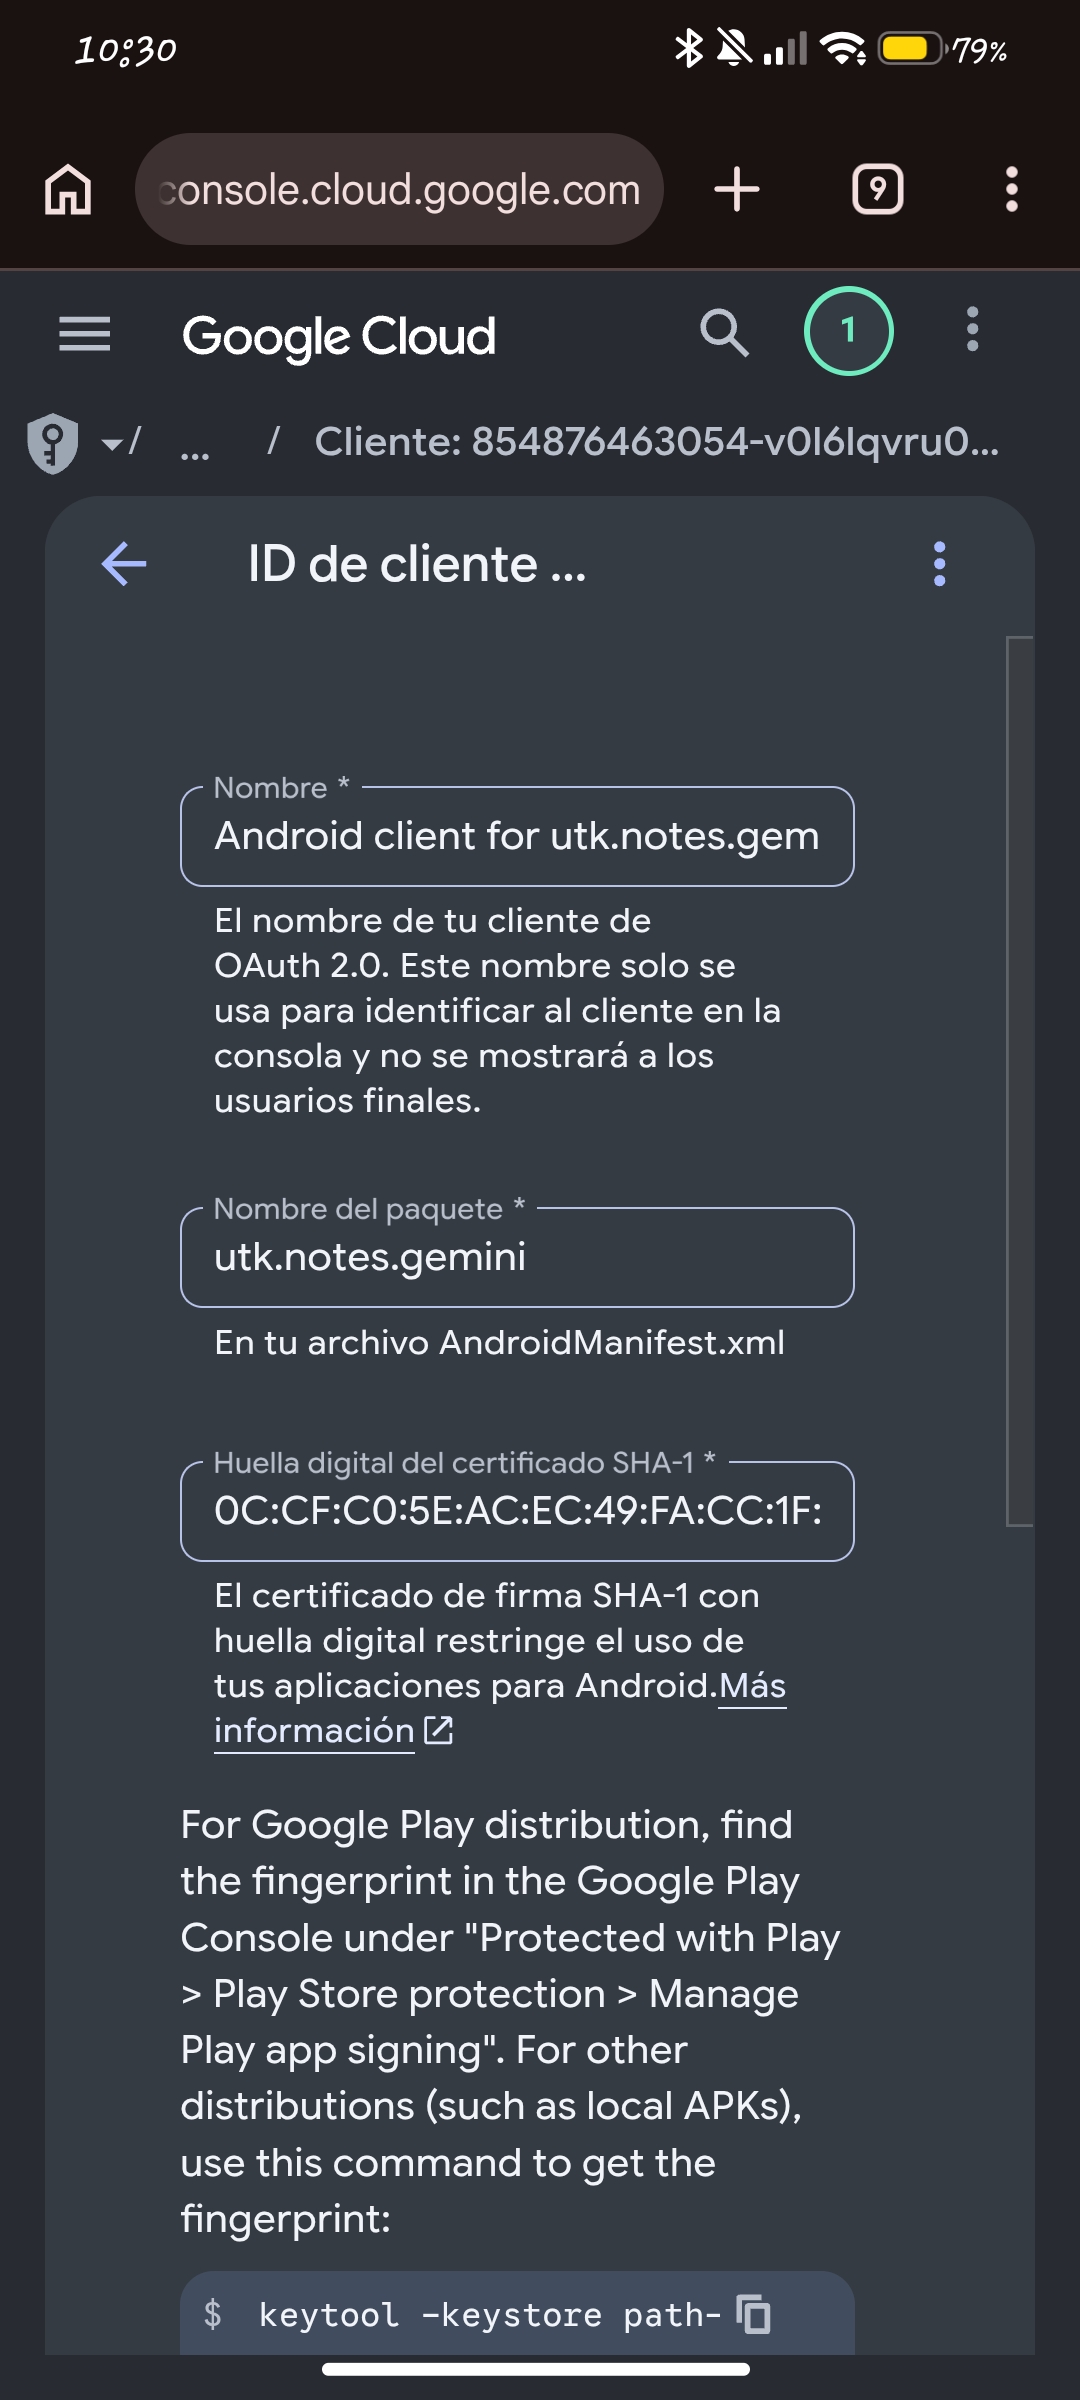 10:30
79%
console.cloud.google.com
9
Google Cloud
1
/ ... / Cliente: 854876463054-v0l6lqvru0...
ID de cliente ...
Nombre *
Android client for utk.notes.gem
El nombre de tu cliente de
OAuth 2.0. Este nombre solo se
usa para identificar al cliente en la
consola y no se mostrará a los
usuarios finales.
Nombre del paquete *
utk.notes.gemini
En tu archivo AndroidManifest.xml
Huella digital del certificado SHA-1 *
0C:CF:C0:5E:AC:EC:49:FA:CC:1F:
El certificado de firma SHA-1 con
huella digital restringe el uso de
tus aplicaciones para Android.Más
información
For Google Play distribution, find
the fingerprint in the Google Play
Console under "Protected with Play
> Play Store protection > Manage
Play app signing". For other
distributions (such as local APKs),
use this command to get the
fingerprint:
$ keytool -keystore path-